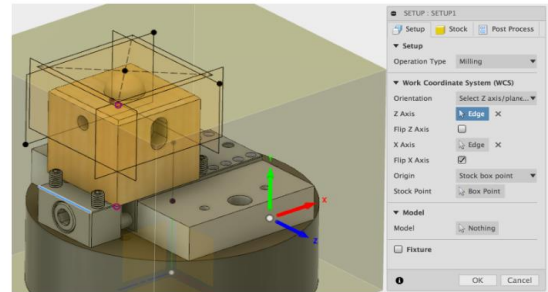 SETUP : SETUP1
Setup Stock Post Process
Setup
Operation Type Milling
Work Coordinate System (WCS)
Orientation Select Z axis/plane...
Z Axis Edge
Flip Z Axis
X Axis Edge
Flip X Axis
Origin Stock box point
Stock Point Box Point
Model
Model Nothing
Fixture
OK Cancel
X
Z